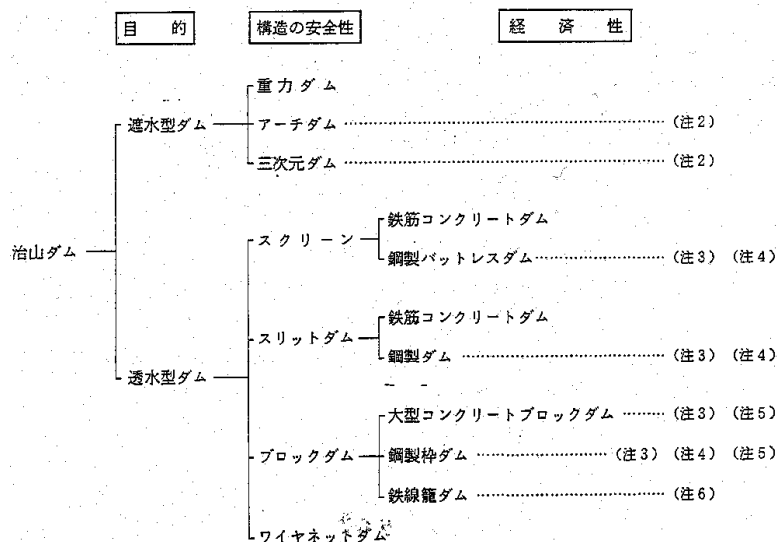 目 的 構造の安全性 経 済 性
重力ダム
遮水型ダム アーチダム (注2)
三次元ダム (注2)
鉄筋コンクリートダム
スクリーン
治山ダム 鋼製バットレスダム (注3) (注4)
鉄筋コンクリートダム
スリットダム
鋼製ダム (注3) (注4)
透水型ダム
大型コンクリートブロックダム (注3) (注5)
ブロックダム 鋼製枠ダム (注3) (注4) (注5)
鉄線籠ダム (注6)
ワイヤネットダム